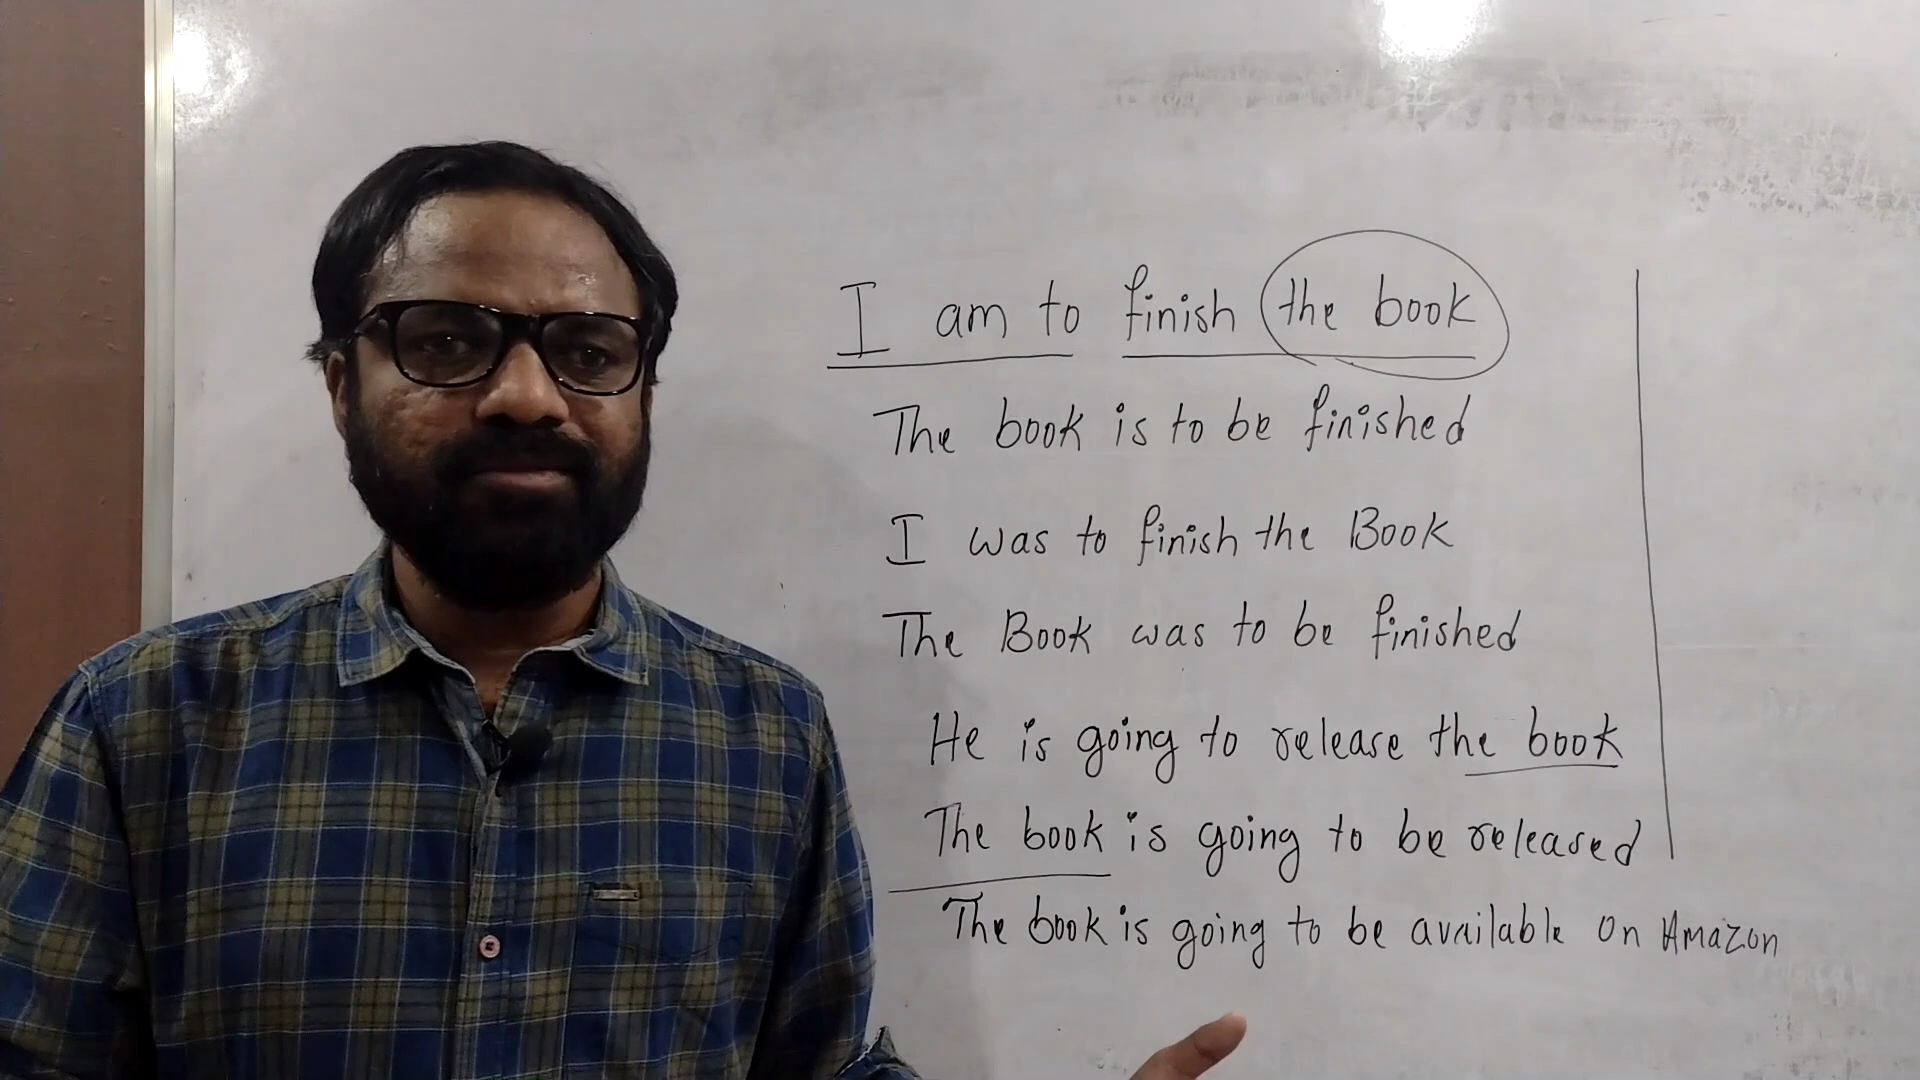 I am to finish the book
The book is to be finished
I was to finish the Book
The Book was to be finished
He is going to release the book
The book is going to be released
The book is going to be available on Amazon